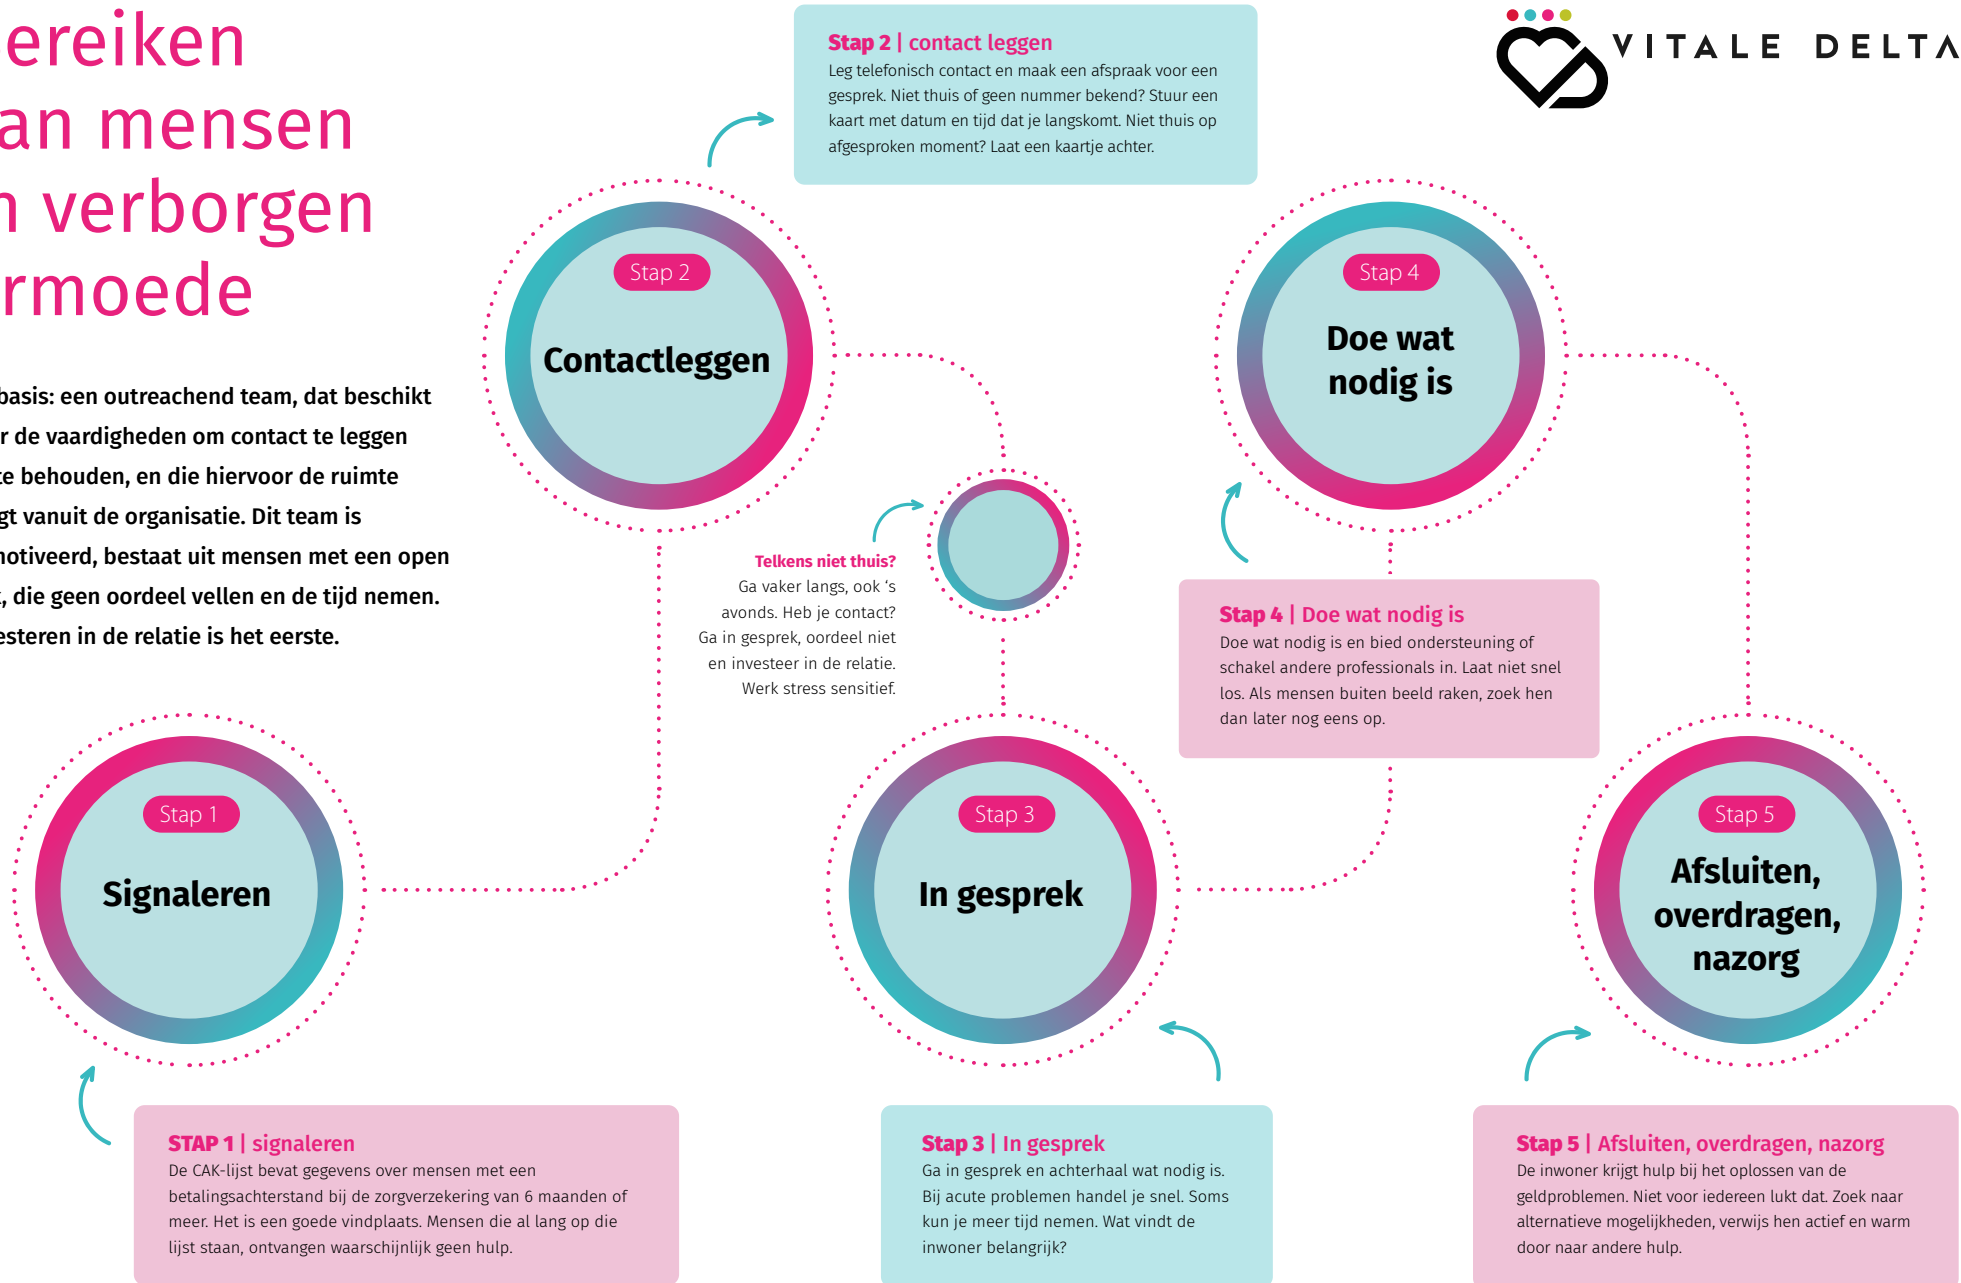 ereiken
an mensen
n verborgen
rmoede
basis: een outreachend team, dat beschikt
r de vaardigheden om contact te leggen
te behouden, en die hiervoor de ruimte
gt vanuit de organisatie. Dit team is
notiveerd, bestaat uit mensen met een open
, die geen oordeel vellen en de tijd nemen.
esteren in de relatie is het eerste.
Stap 2 | contact leggen
Leg telefonisch contact en maak een afspraak voor een
gesprek. Niet thuis of geen nummer bekend? Stuur een
kaart met datum en tijd dat je langskomt. Niet thuis op
afgesproken moment? Laat een kaartje achter.
VITALE DELTA
Stap 2
Contactleggen
Stap 4
Doe wat
nodig is
Telkens niet thuis?
Ga vaker langs, ook ‘s
avonds. Heb je contact?
Ga in gesprek, oordeel niet
en investeer in de relatie.
Werk stress sensitief.
Stap 4 | Doe wat nodig is
Doe wat nodig is en bied ondersteuning of
schakel andere professionals in. Laat niet snel
los. Als mensen buiten beeld raken, zoek hen
dan later nog eens op.
Stap 1
Signaleren
Stap 3
In gesprek
Stap 5
Afsluiten,
overdragen,
nazorg
STAP 1 | signaleren
De CAK-lijst bevat gegevens over mensen met een
betalingsachterstand bij de zorgverzekering van 6 maanden of
meer. Het is een goede vindplaats. Mensen die al lang op die
lijst staan, ontvangen waarschijnlijk geen hulp.
Stap 3 | In gesprek
Ga in gesprek en achterhaal wat nodig is.
Bij acute problemen handel je snel. Soms
kun je meer tijd nemen. Wat vindt de
inwoner belangrijk?
Stap 5 | Afsluiten, overdragen, nazorg
De inwoner krijgt hulp bij het oplossen van de
geldproblemen. Niet voor iedereen lukt dat. Zoek naar
alternatieve mogelijkheden, verwijs hen actief en warm
door naar andere hulp.